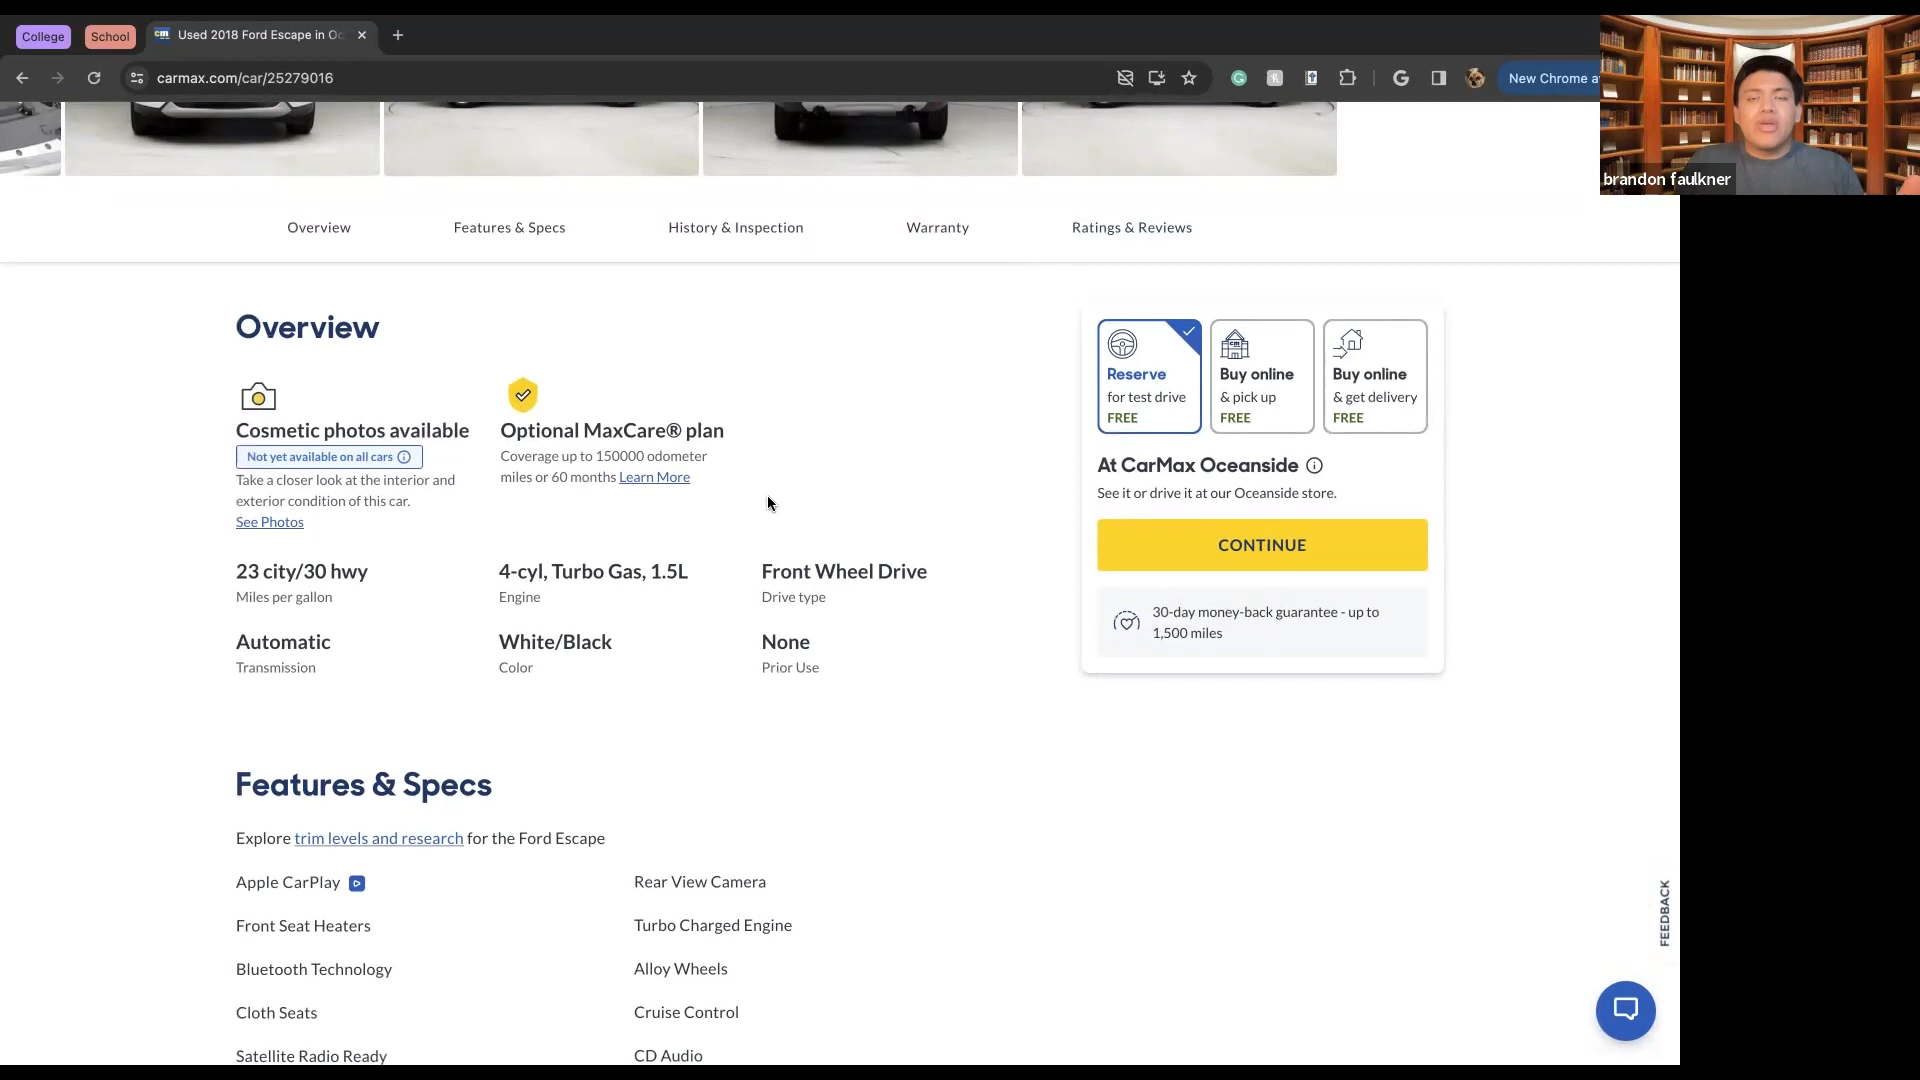 College
School
cm
Used 2018 Ford Escape in Oc
carmax.com/car/25279016
New Chrome a
brandon faulkner
Overview
Features & Specs
History & Inspection
Warranty
Ratings & Reviews
Overview
Cosmetic photos available
Not yet available on all cars
Take a closer look at the interior and
exterior condition of this car.
See Photos
Optional MaxCare® plan
Coverage up to 150000 odometer
miles or 60 months Learn More
23 city/30 hwy
Miles per gallon
4-cyl, Turbo Gas, 1.5L
Engine
Front Wheel Drive
Drive type
Automatic
Transmission
White/Black
Color
None
Prior Use
Reserve
for test drive
FREE
Buy online
& pick up
FREE
Buy online
& get delivery
FREE
At CarMax Oceanside
See it or drive it at our Oceanside store.
CONTINUE
30-day money-back guarantee - up to
1,500 miles
Features & Specs
Explore trim levels and research for the Ford Escape
Apple CarPlay
Rear View Camera
Front Seat Heaters
Turbo Charged Engine
Bluetooth Technology
Alloy Wheels
Cloth Seats
Cruise Control
Satellite Radio Ready
CD Audio
FEEDBACK